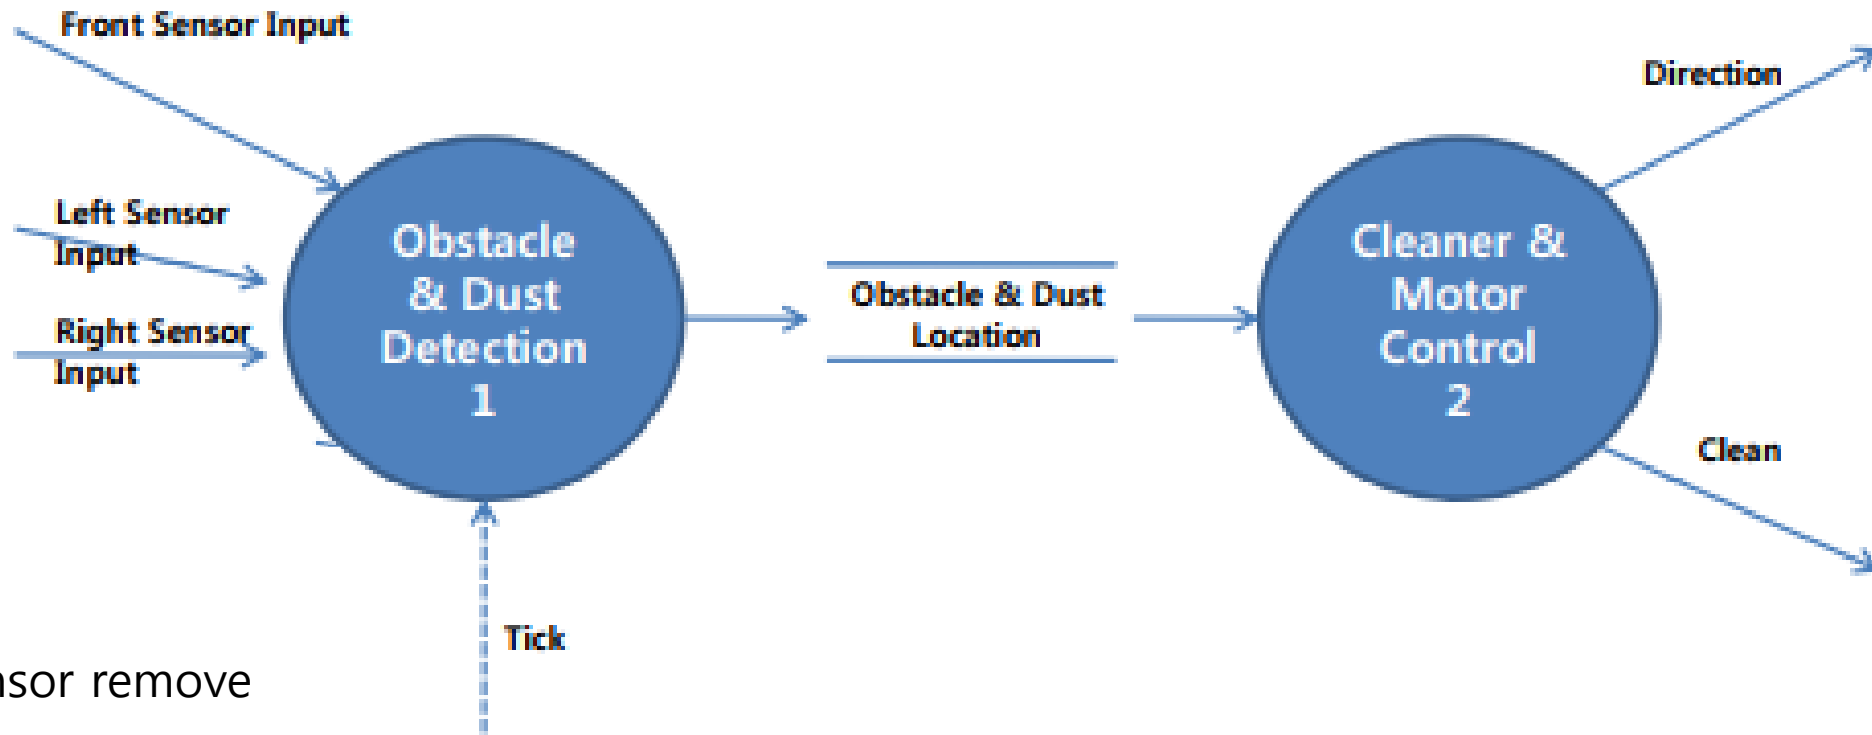 Front Sensor Input
Direction
Left Sensor
Input
Obstacle
& Dust
Detection
1
Cleaner &
Motor
Control
2
Obstacle & Dust
Location
Right Sensor
Input
Clean
Tick
remove